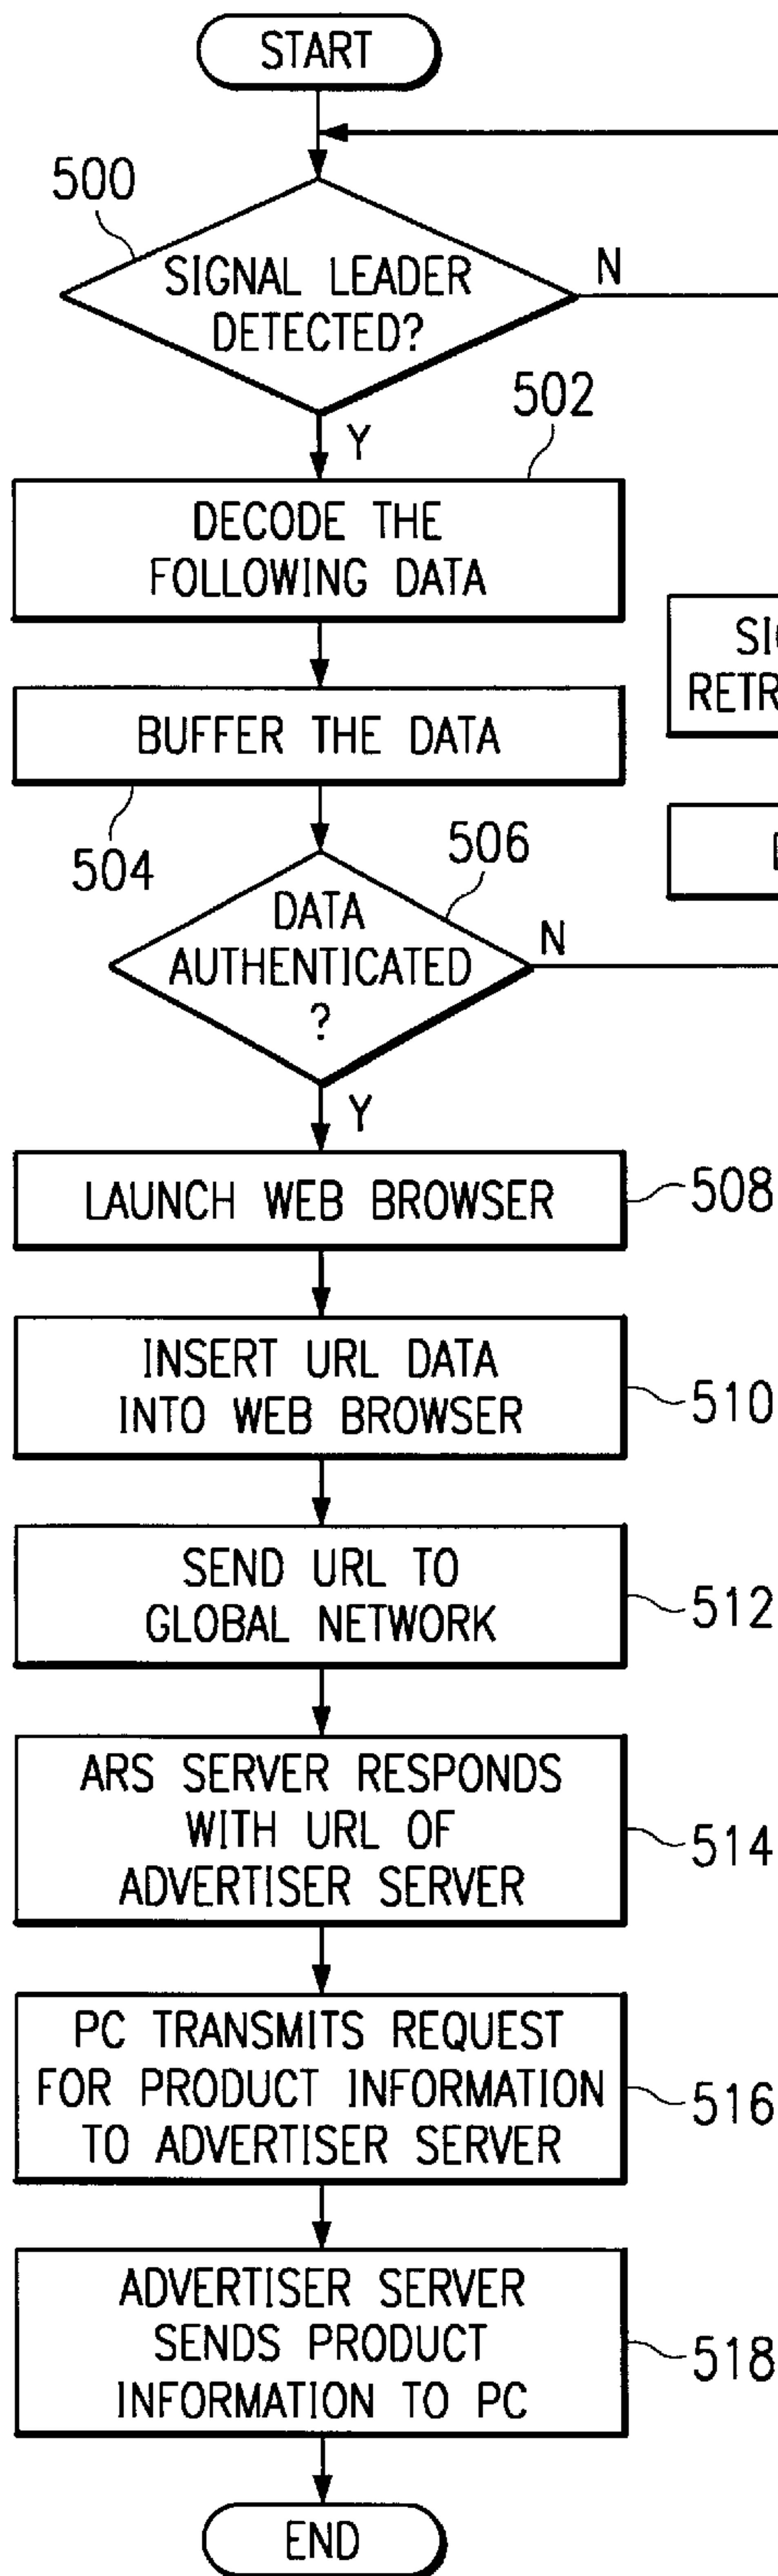 START
500
SIGNAL LEADER
DETECTED?
N
Y
502
DECODE THE
FOLLOWING DATA
BUFFER THE DATA
504
506
DATA
AUTHENTICATED
?
N
Y
LAUNCH WEB BROWSER
508
INSERT URL DATA
INTO WEB BROWSER
510
SEND URL TO
GLOBAL NETWORK
512
ARS SERVER RESPONDS
WITH URL OF
ADVERTISER SERVER
514
PC TRANSMITS REQUEST
FOR PRODUCT INFORMATION
TO ADVERTISER SERVER
516
ADVERTISER SERVER
SENDS PRODUCT
INFORMATION TO PC
518
END